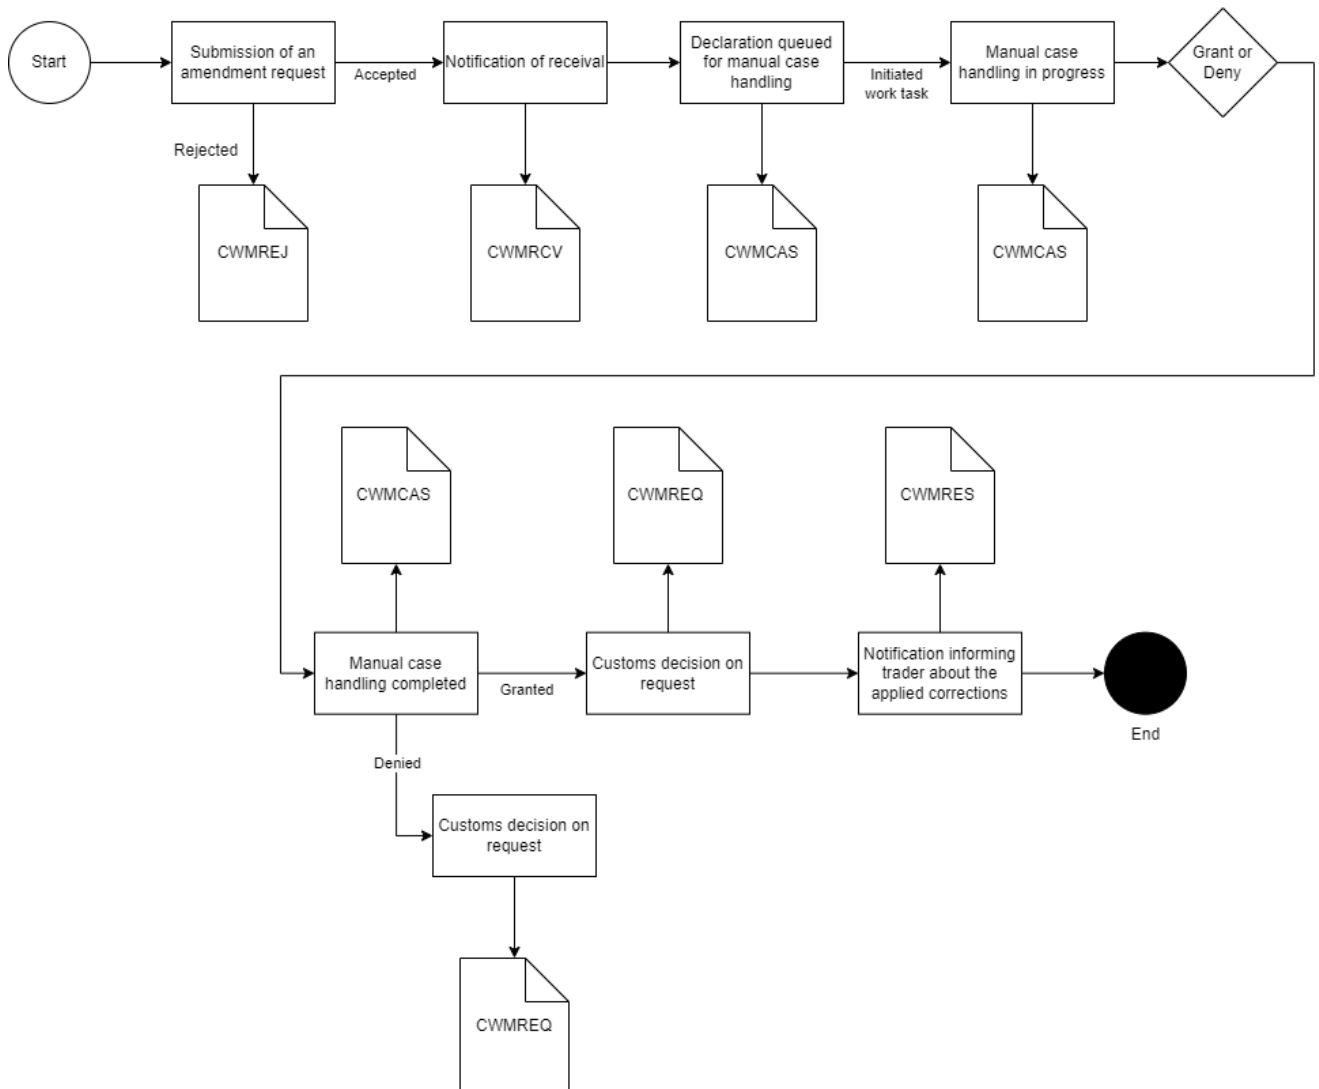 Start
Submission of an
amendment request
Accepted
Notification of receival
Declaration queued
for manual case
handling
Initiated
work task
Manual case
handling in progress
Grant or
Deny
Rejected
CWMREJ
CWMRCV
CWMCAS
CWMCAS
CWMCAS
CWMREQ
CWMRES
Manual case
handling completed
Granted
Customs decision on
request
Notification informing
trader about the
applied corrections
End
Denied
Customs decision on
request
CWMREQ